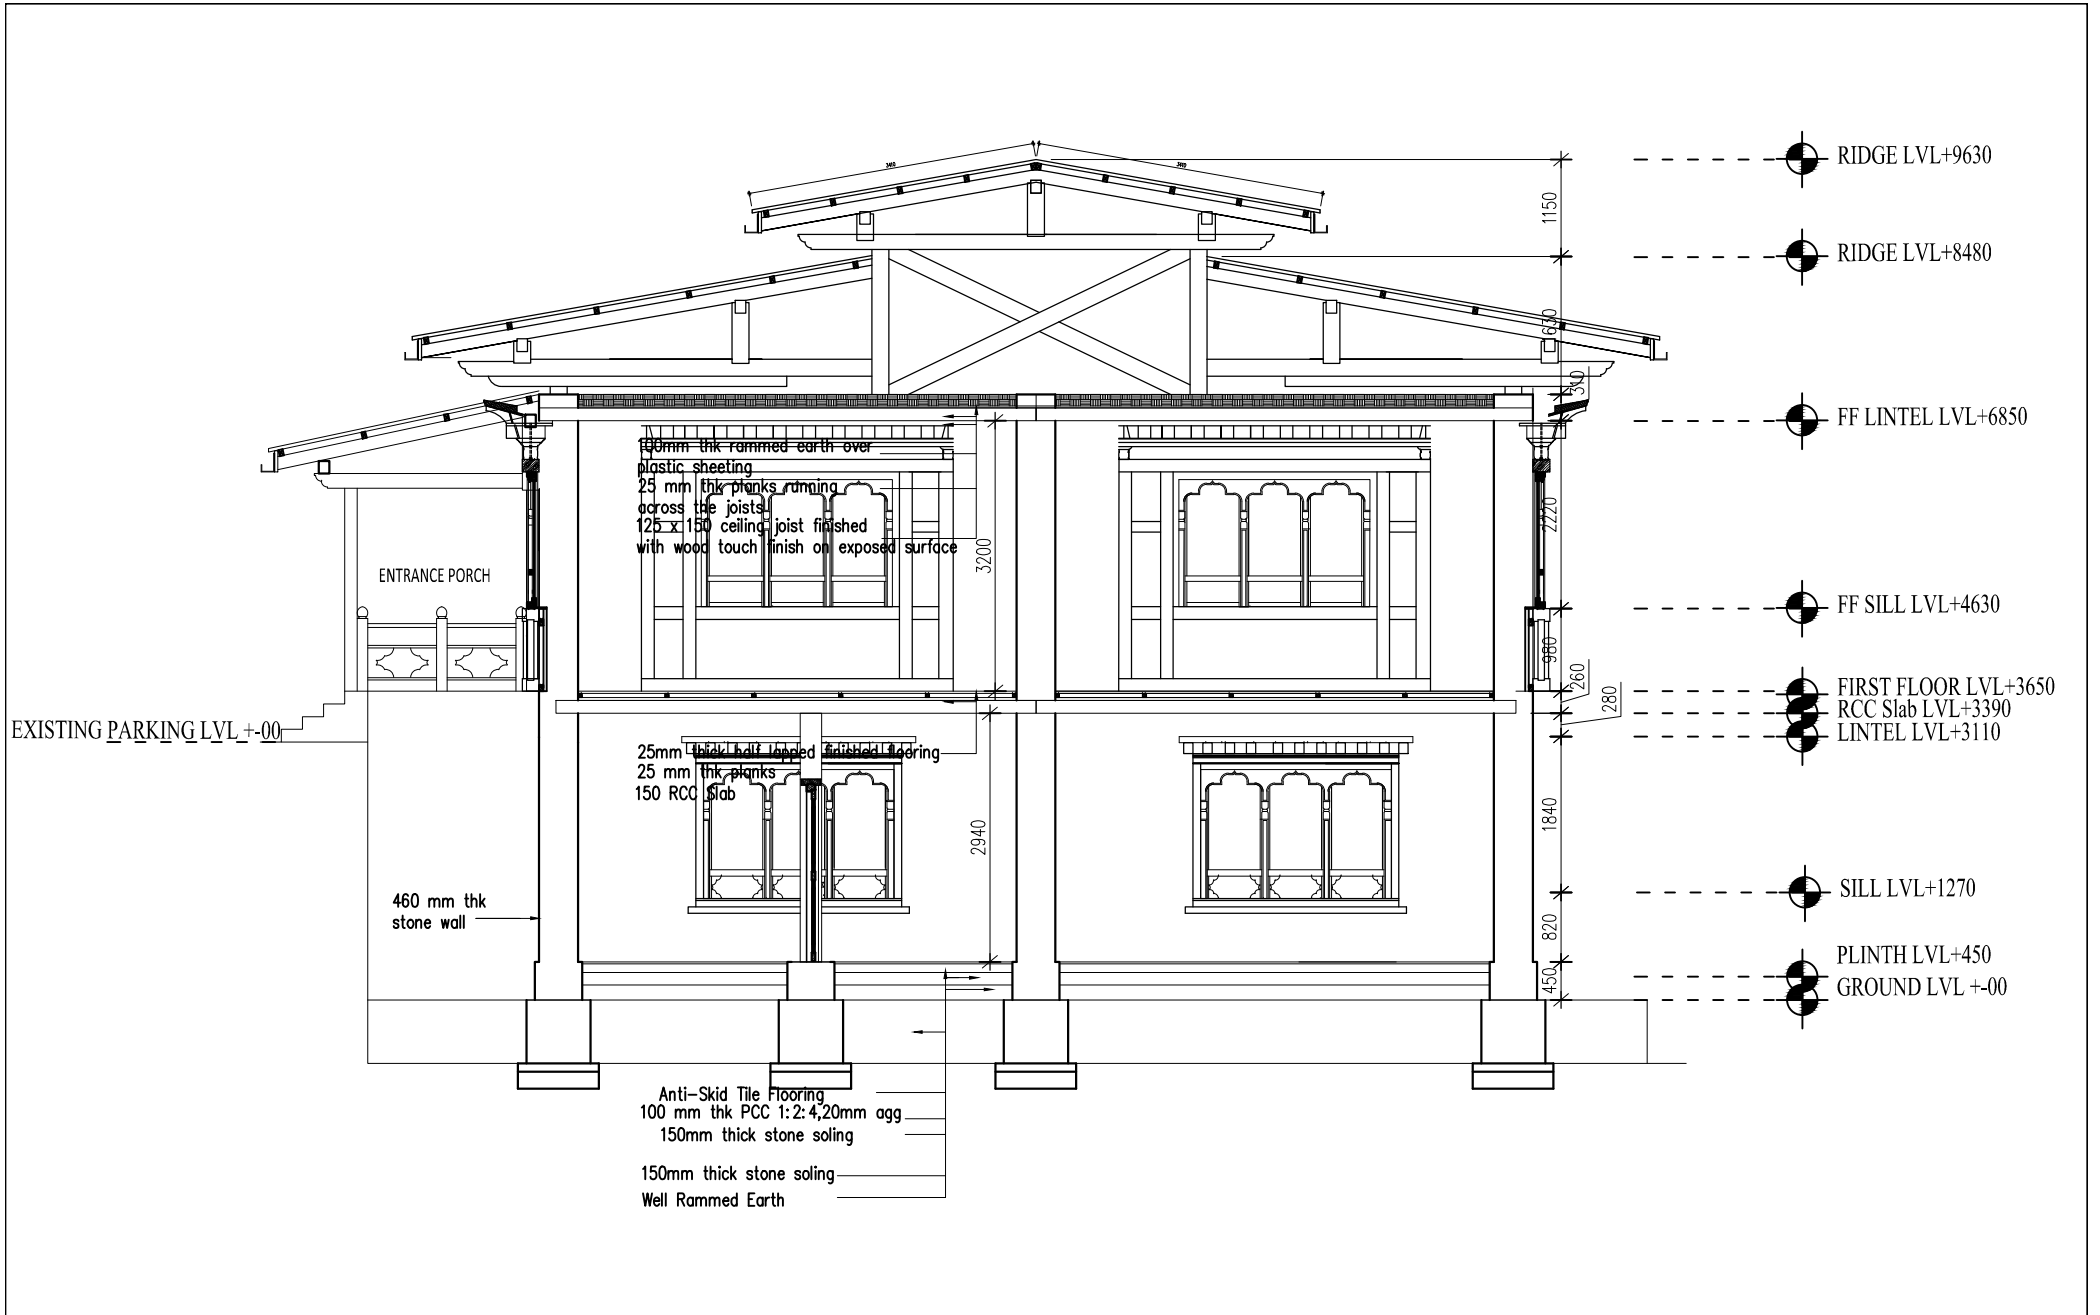 3410
3410
RIDGE LVL+9630
1150
RIDGE LVL+8480
630
310
FF LINTEL LVL+6850
100mm thk rammed earth over
plastic sheeting
25 mm thk planks running
across the joists
125 x 150 ceiling joist finished
with wood touch finish on exposed surface
3200
2220
ENTRANCE PORCH
FF SILL LVL+4630
980
260
280
FIRST FLOOR LVL+3650
RCC Slab LVL+3390
LINTEL LVL+3110
EXISTING PARKING LVL +-00
25mm thick half lapped finished flooring
25 mm thk planks
150 RCC Slab
2940
1840
460 mm thk
stone wall
SILL LVL+1270
820
PLINTH LVL+450
450
GROUND LVL +-00
Anti-Skid Tile Flooring
100 mm thk PCC 1:2:4,20mm agg
150mm thick stone soling
150mm thick stone soling
Well Rammed Earth